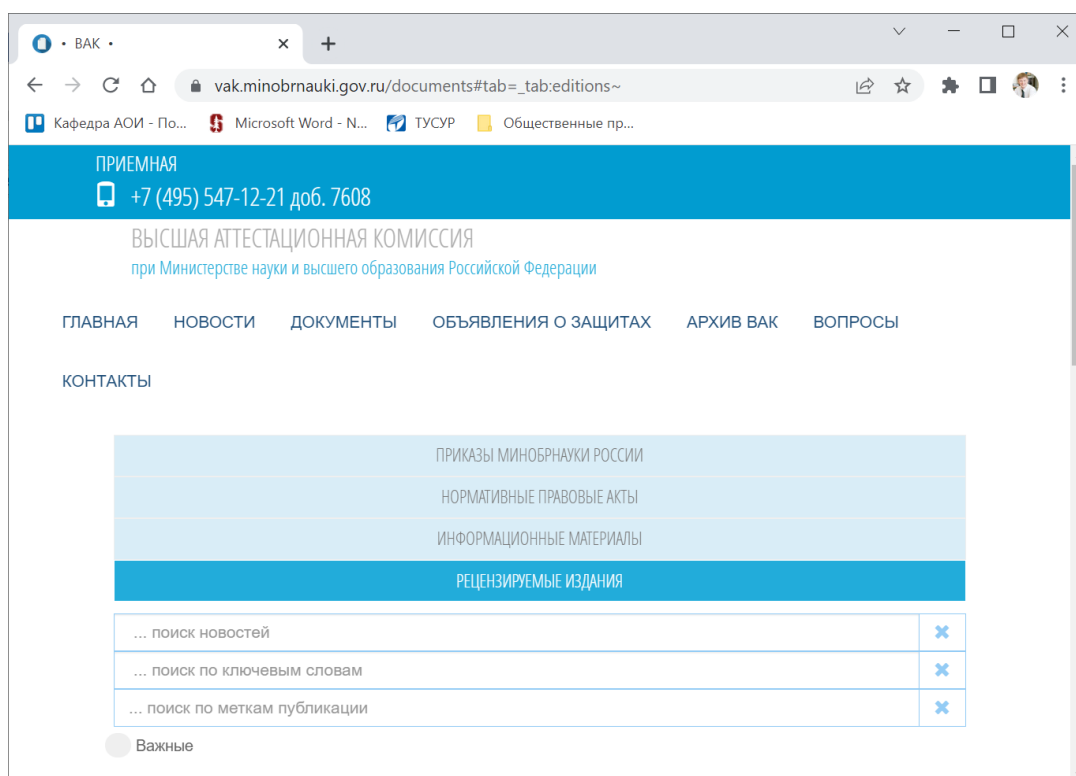 • ВАК •
vak.minobrnauki.gov.ru/documents#tab=_tab:editions~
Кафедра АОИ - По... Microsoft Word - N... ТУСУР Общественные пр...
ПРИЕМНАЯ
+7 (495) 547-12-21 доб. 7608
ВЫСШАЯ АТТЕСТАЦИОННАЯ КОМИССИЯ
при Министерстве науки и высшего образования Российской Федерации
ГЛАВНАЯ НОВОСТИ ДОКУМЕНТЫ ОБЪЯВЛЕНИЯ О ЗАЩИТАХ АРХИВ ВАК ВОПРОСЫ
КОНТАКТЫ
ПРИКАЗЫ МИНОБРНАУКИ РОССИИ
НОРМАТИВНЫЕ ПРАВОВЫЕ АКТЫ
ИНФОРМАЦИОННЫЕ МАТЕРИАЛЫ
РЕЦЕНЗИРУЕМЫЕ ИЗДАНИЯ
... поиск новостей
... поиск по ключевым словам
... поиск по меткам публикации
Важные